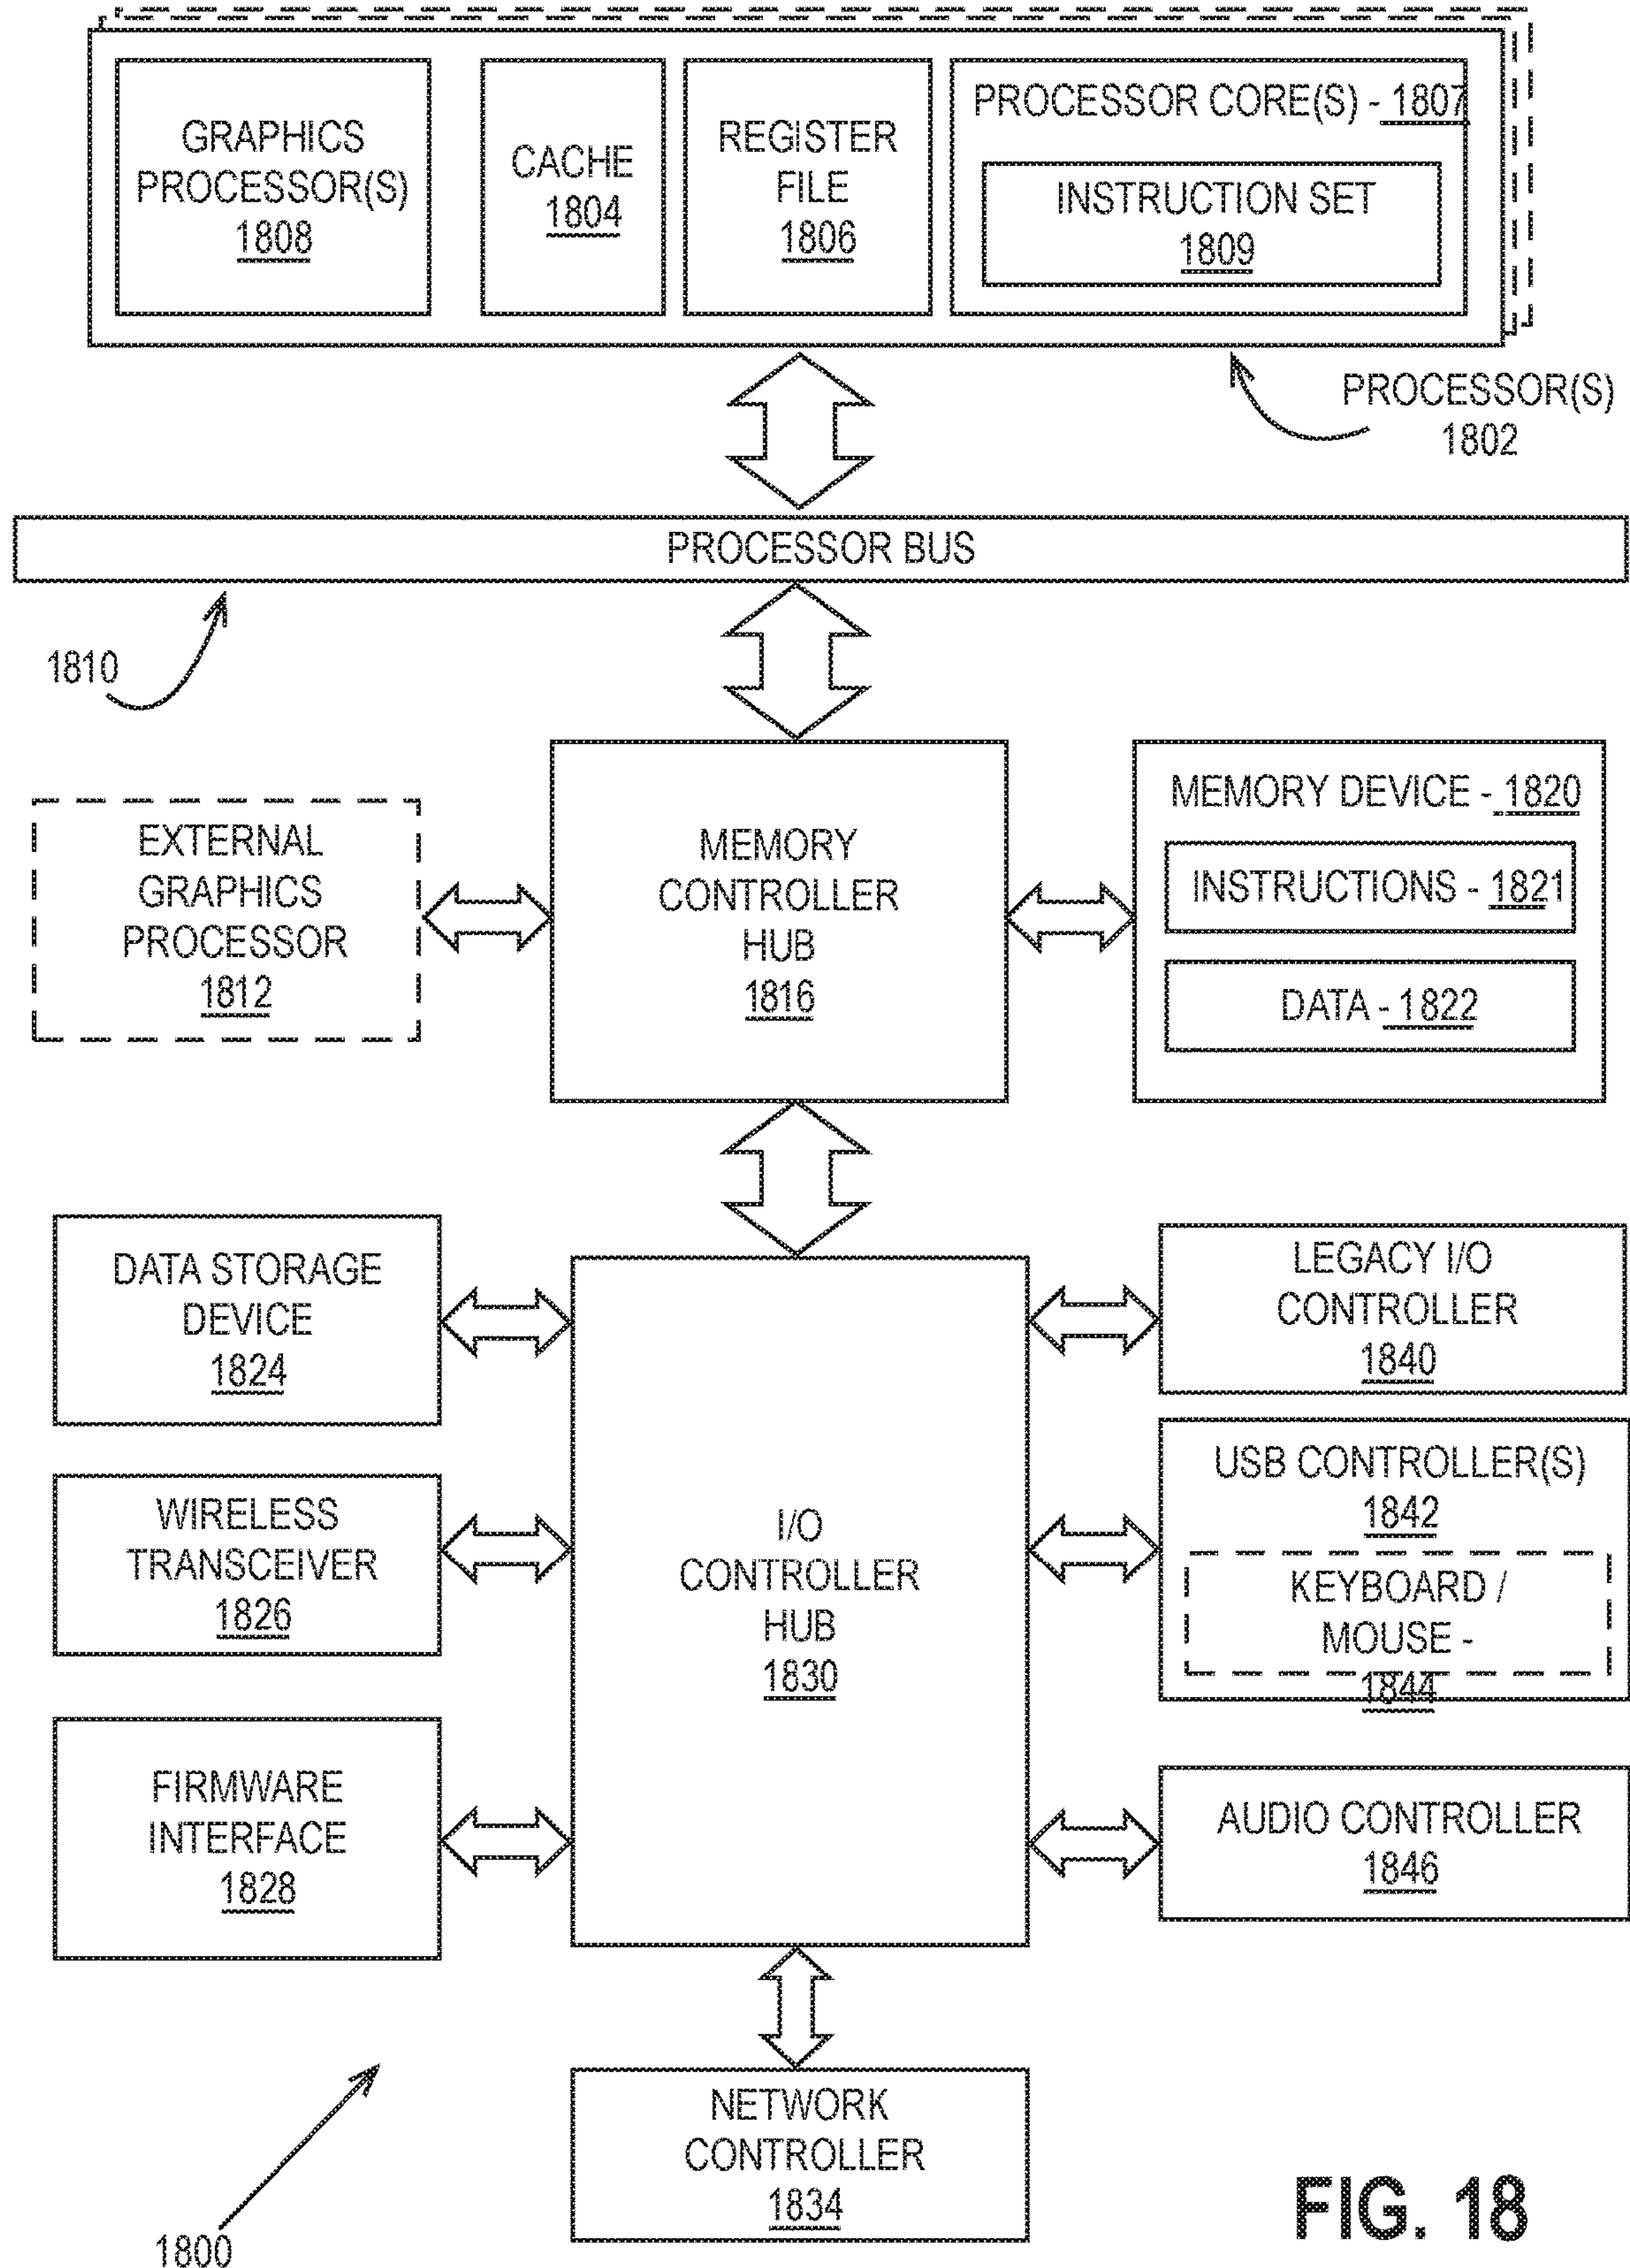 GRAPHICS
PROCESSOR(S)
1808
CACHE
1804
REGISTER
FILE
1806
PROCESSOR CORE(S) - 1807
INSTRUCTION SET
1809
PROCESSOR(S)
1802
PROCESSOR BUS
1810
EXTERNAL
GRAPHICS
PROCESSOR
1812
MEMORY
CONTROLLER
HUB
1816
MEMORY DEVICE - 1820
INSTRUCTIONS - 1821
DATA - 1822
DATA STORAGE
DEVICE
1824
WIRELESS
TRANSCEIVER
1826
FIRMWARE
INTERFACE
1828
I/O
CONTROLLER
HUB
1830
LEGACY I/O
CONTROLLER
1840
USB CONTROLLER(S)
1842
KEYBOARD /
MOUSE -
1844
AUDIO CONTROLLER
1846
NETWORK
CONTROLLER
1834
1800
FIG. 18